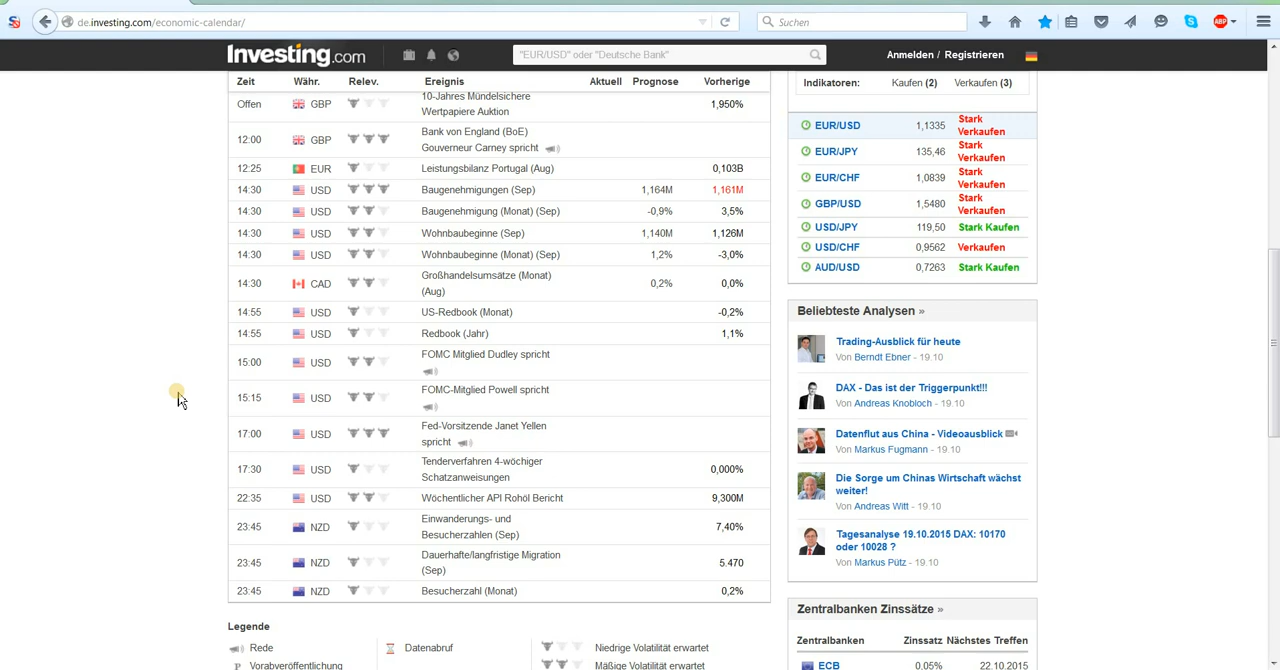 de.investing.com/economic-calendar/
Suchen
ABP
Investing.com
"EUR/USD" oder "Deutsche Bank"
Anmelden / Registrieren
Zeit Währ. Relev. Ereignis Aktuell Prognose Vorherige
Offen GBP 10-Jahres Mündelsichere
Wertpapiere Auktion 1,950%
12:00 GBP Bank von England (BoE)
Gouverneur Carney spricht
12:25 EUR Leistungsbilanz Portugal (Aug) 0,103B
14:30 USD Baugenehmigungen (Sep) 1,164M 1,161M
14:30 USD Baugenehmigung (Monat) (Sep) -0,9% 3,5%
14:30 USD Wohnbaubeginne (Sep) 1,140M 1,126M
14:30 USD Wohnbaubeginne (Monat) (Sep) 1,2% -3,0%
14:30 CAD Großhandelsumsätze (Monat)
(Aug) 0,2% 0,0%
14:55 USD US-Redbook (Monat) -0,2%
14:55 USD Redbook (Jahr) 1,1%
15:00 USD FOMC Mitglied Dudley spricht
15:15 USD FOMC-Mitglied Powell spricht
17:00 USD Fed-Vorsitzende Janet Yellen
spricht
17:30 USD Tenderverfahren 4-wöchiger
Schatzanweisungen 0,000%
22:35 USD Wöchentlicher API Rohöl Bericht 9,300M
23:45 NZD Einwanderungs- und
Besucherzahlen (Sep) 7,40%
23:45 NZD Dauerhafte/langfristige Migration
(Sep) 5.470
23:45 NZD Besucherzahl (Monat) 0,2%
Legende
Rede Datenabruf Niedrige Volatilität erwartet
P Vorabveröffentlichung Mäßige Volatilität erwartet
Indikatoren: Kaufen (2) Verkaufen (3)
EUR/USD 1,1335 Stark
Verkaufen
EUR/JPY 135,46 Stark
Verkaufen
EUR/CHF 1,0839 Stark
Verkaufen
GBP/USD 1,5480 Stark
Verkaufen
USD/JPY 119,50 Stark Kaufen
USD/CHF 0,9562 Verkaufen
AUD/USD 0,7263 Stark Kaufen
Beliebteste Analysen »
Trading-Ausblick für heute
Von Berndt Ebner - 19.10
DAX - Das ist der Triggerpunkt!!!
Von Andreas Knobloch - 19.10
Datenflut aus China - Videoausblick
Von Markus Fugmann - 19.10
Die Sorge um Chinas Wirtschaft wächst
weiter!
Von Andreas Witt - 19.10
Tagesanalyse 19.10.2015 DAX: 10170
oder 10028 ?
Von Markus Pütz - 19.10
Zentralbanken Zinssätze »
Zentralbanken Zinssatz Nächstes Treffen
ECB 0,05% 22.10.2015